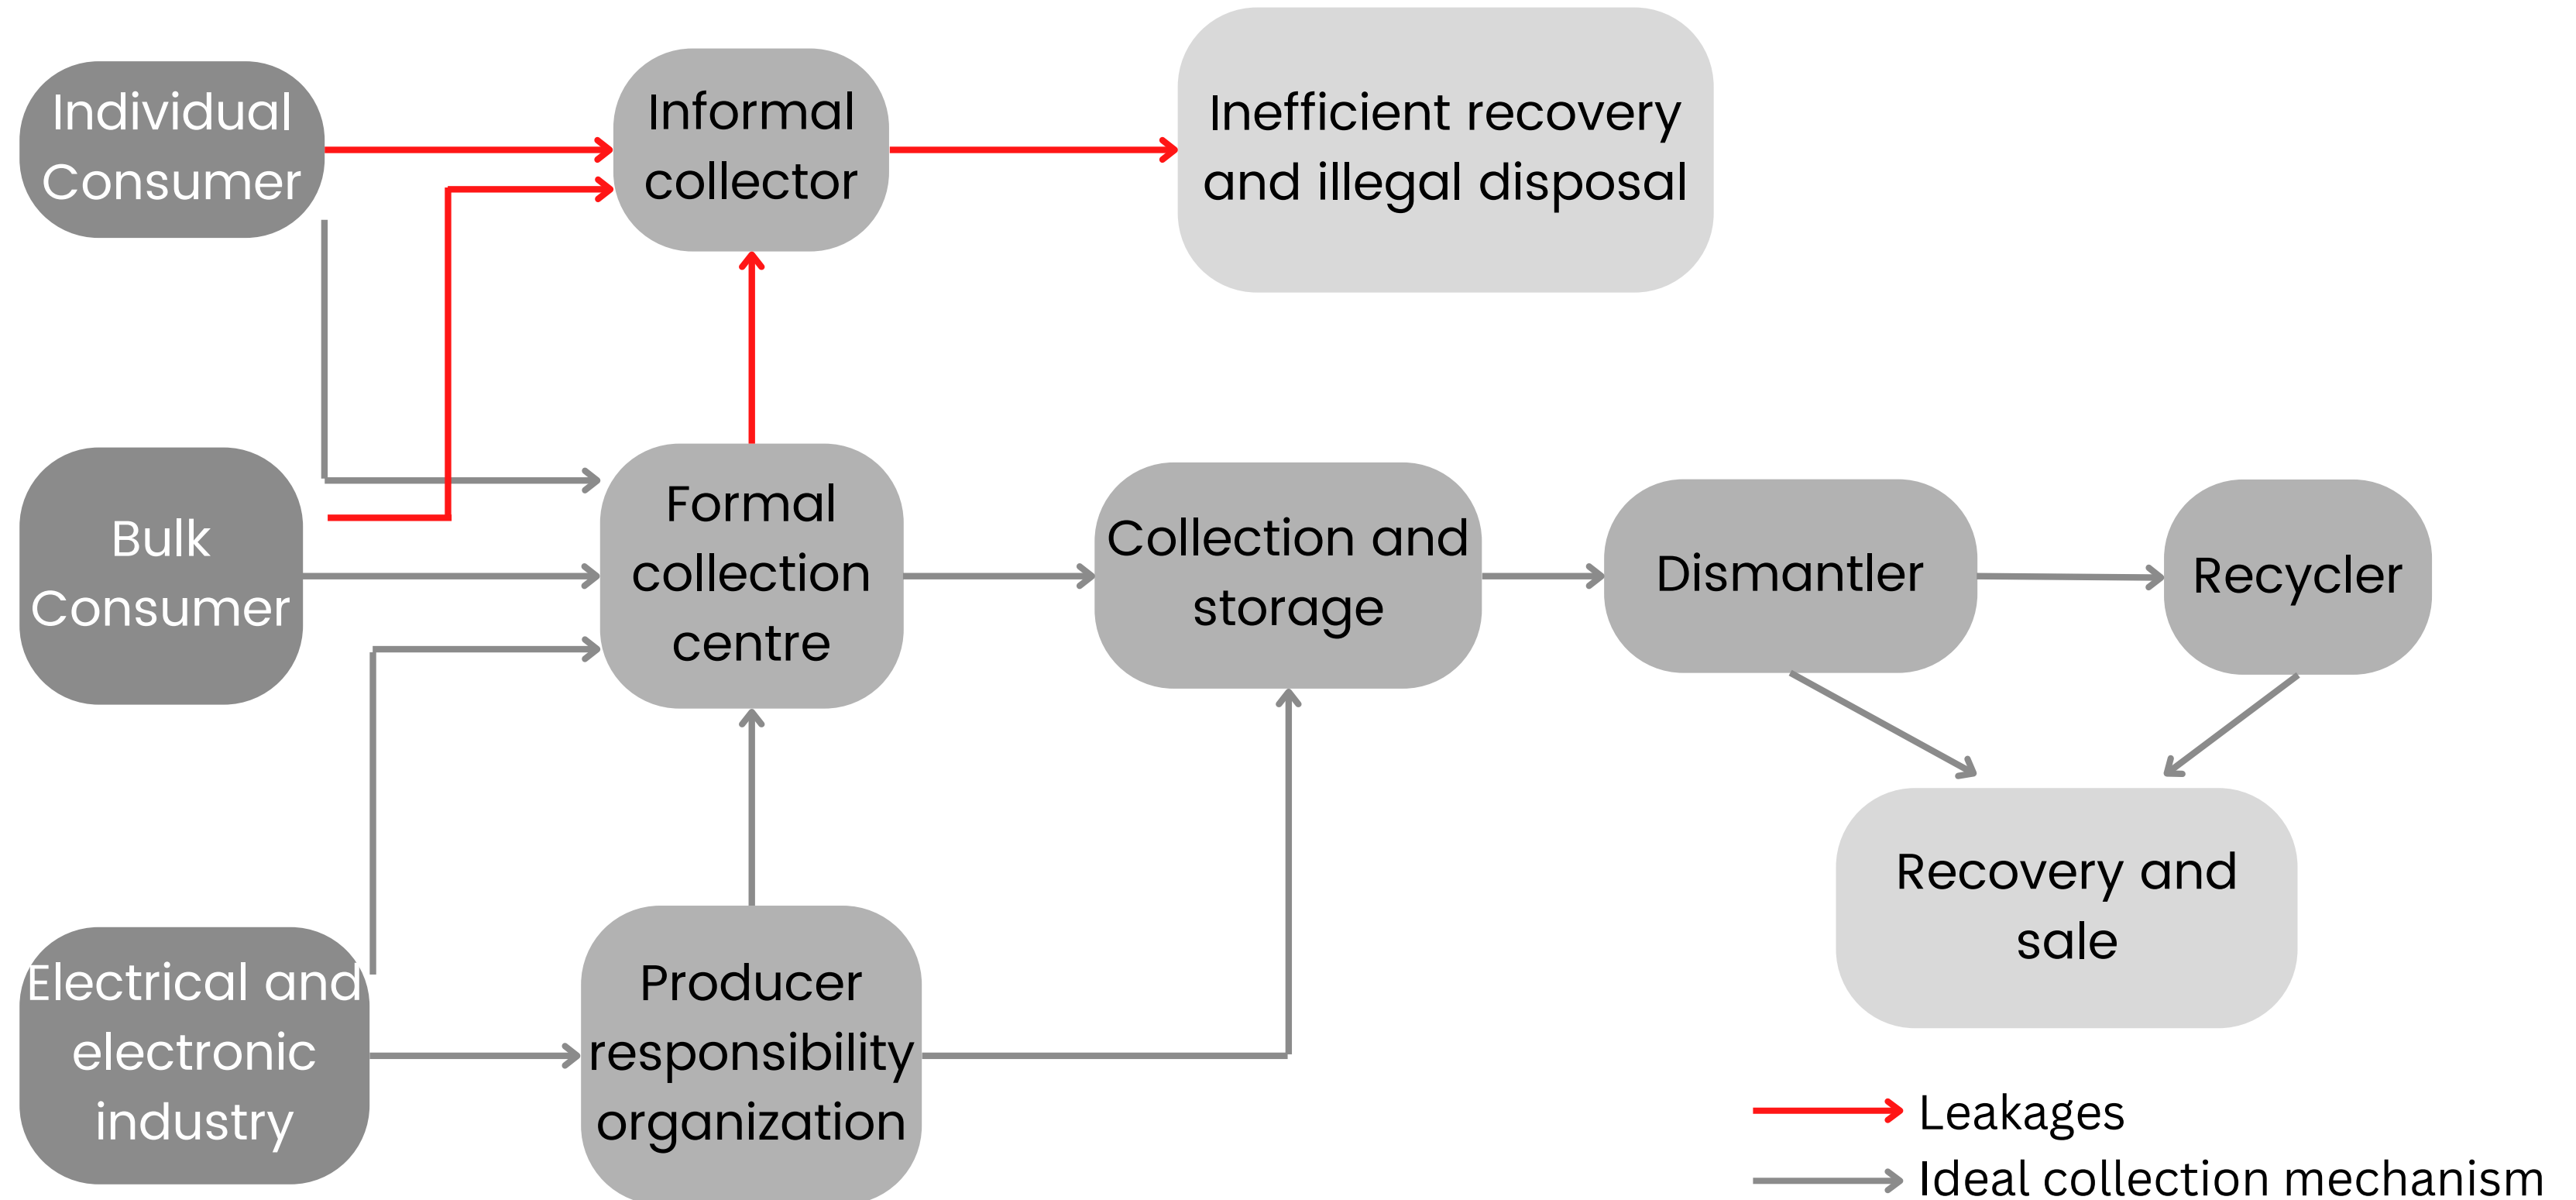 Individual
Consumer
Informal
collector
Inefficient recovery
and illegal disposal
Bulk
Consumer
Formal
collection
centre
Collection and
storage
Dismantler
Recycler
Electrical and
electronic
industry
Producer
responsibility
organization
Recovery and
sale
Leakages
Ideal collection mechanism